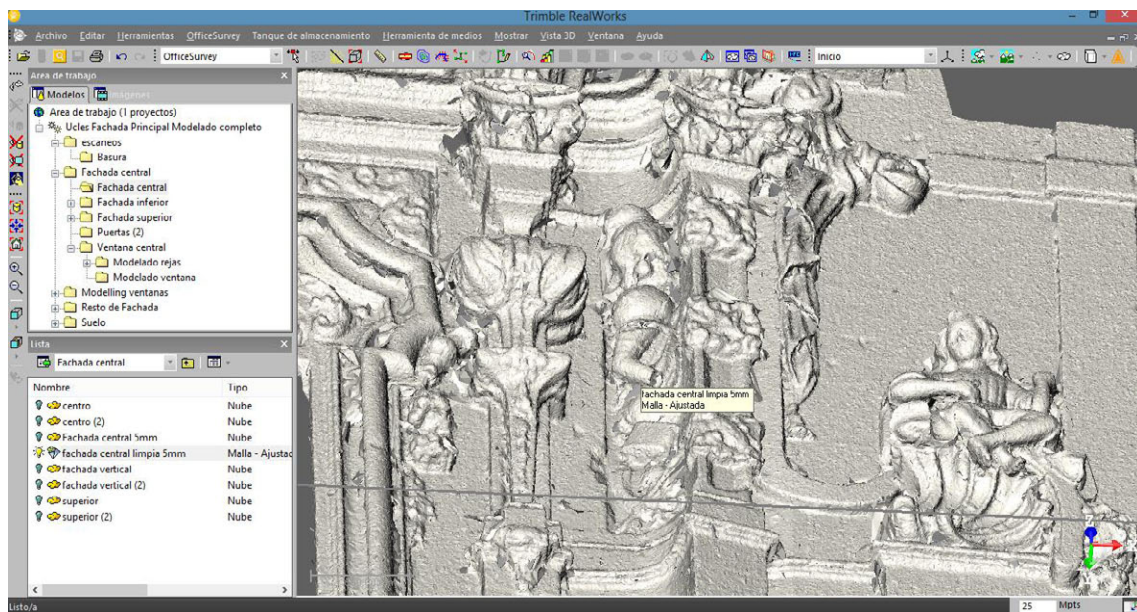 Trimble RealWorks
Archivo Editar Herramientas OfficeSurvey Tanque de almacenamiento Herramienta de medios Mostrar Vista 3D Ventana Ayuda
OfficeSurvey
Inicio
Area de trabajo
Modelos Imágenes
Area de trabajo (1 proyectos)
Ucles Fachada Principal Modelado completo
escaneos
Basura
Fachada central
Fachada central
Fachada inferior
Fachada superior
Puertas (2)
Ventana central
Modelado rejas
Modelado ventana
Modelling ventanas
Resto de Fachada
Suelo
Lista
Fachada central
Nombre Tipo
centro Nube
centro (2) Nube
Fachada central 5mm Nube
fachada central limpia 5mm Malla - Ajustad
fachada vertical Nube
fachada vertical (2) Nube
superior Nube
superior (2) Nube
fachada central limpia 5mm
Malla - Ajustada
Listo/a
25 Mpts